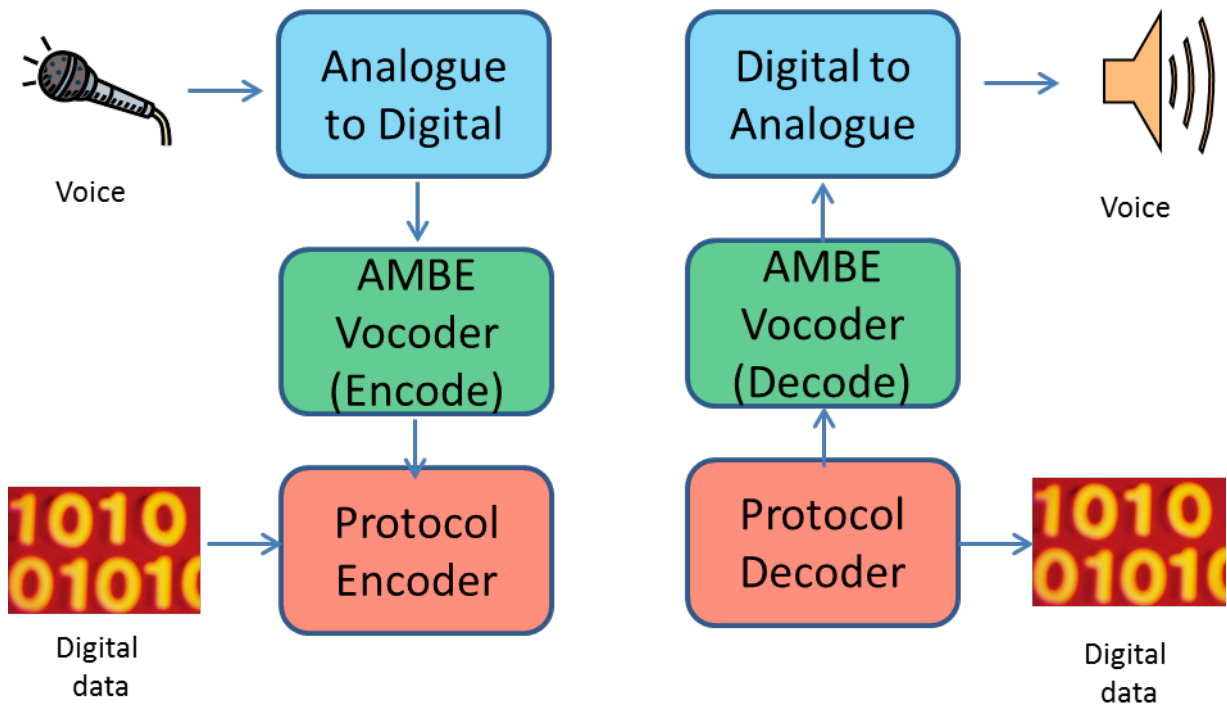 Analogue
to Digital
Voice
AMBE
Vocoder
(Encode)
Protocol
Encoder
1010
01010
Digital
data
Digital to
Analogue
Voice
AMBE
Vocoder
(Decode)
Protocol
Decoder
1010
01010
Digital
data